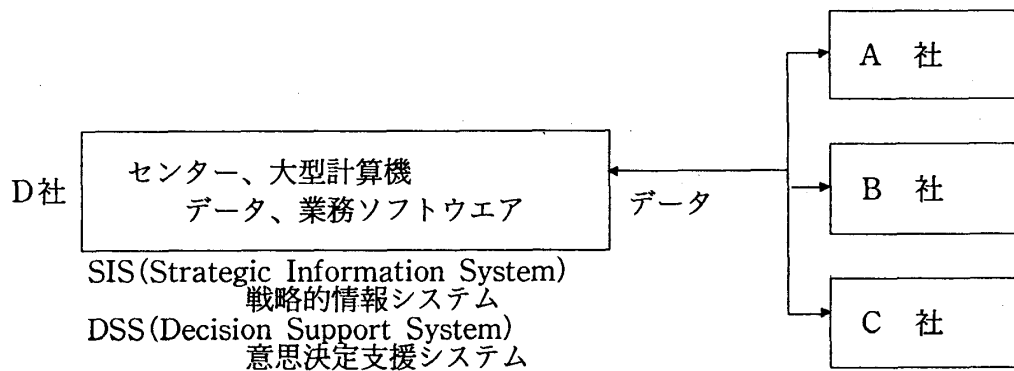 A 社
センター、大型計算機
D社
データ、業務ソフトウエア
データ
B 社
SIS(Strategic Information System)
戦略的情報システム
DSS(Decision Support System)
意思決定支援システム
C 社